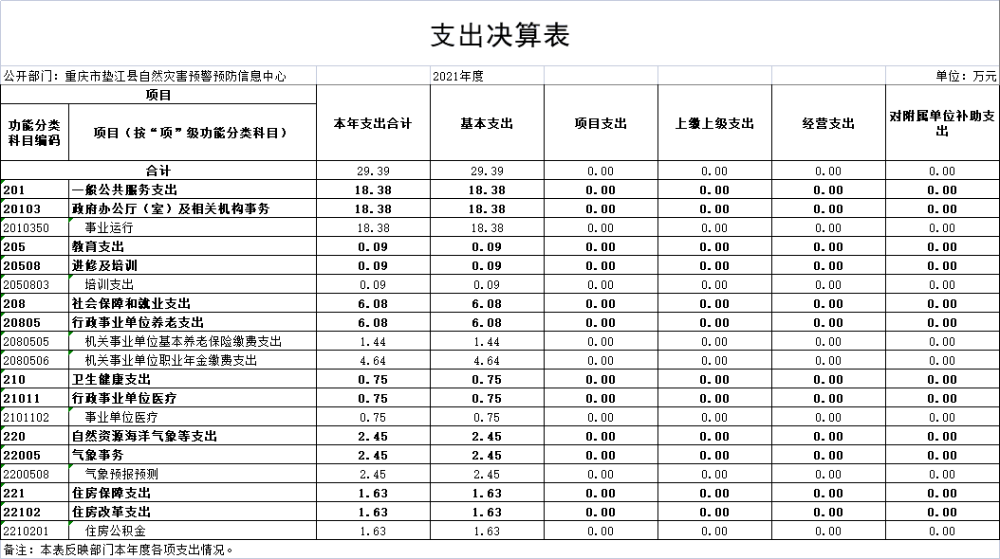 支出决算表
公开部门：重庆市垫江县自然灾害预警预防信息中心 2021年度 单位：万元
项目 本年支出合计 基本支出 项目支出 上缴上级支出 经营支出 对附属单位补助支出
功能分类科目编码 项目（按“项”级功能分类科目）
合计 29.39 29.39 0.00 0.00 0.00 0.00
201 一般公共服务支出 18.38 18.38 0.00 0.00 0.00 0.00
20103 政府办公厅（室）及相关机构事务 18.38 18.38 0.00 0.00 0.00 0.00
2010350 事业运行 18.38 18.38 0.00 0.00 0.00 0.00
205 教育支出 0.09 0.09 0.00 0.00 0.00 0.00
20508 进修及培训 0.09 0.09 0.00 0.00 0.00 0.00
2050803 培训支出 0.09 0.09 0.00 0.00 0.00 0.00
208 社会保障和就业支出 6.08 6.08 0.00 0.00 0.00 0.00
20805 行政事业单位养老支出 6.08 6.08 0.00 0.00 0.00 0.00
2080505 机关事业单位基本养老保险缴费支出 1.44 1.44 0.00 0.00 0.00 0.00
2080506 机关事业单位职业年金缴费支出 4.64 4.64 0.00 0.00 0.00 0.00
210 卫生健康支出 0.75 0.75 0.00 0.00 0.00 0.00
21011 行政事业单位医疗 0.75 0.75 0.00 0.00 0.00 0.00
2101102 事业单位医疗 0.75 0.75 0.00 0.00 0.00 0.00
220 自然资源海洋气象等支出 2.45 2.45 0.00 0.00 0.00 0.00
22005 气象事务 2.45 2.45 0.00 0.00 0.00 0.00
2200508 气象预报预测 2.45 2.45 0.00 0.00 0.00 0.00
221 住房保障支出 1.63 1.63 0.00 0.00 0.00 0.00
22102 住房改革支出 1.63 1.63 0.00 0.00 0.00 0.00
2210201 住房公积金 1.63 1.63 0.00 0.00 0.00 0.00
备注：本表反映部门本年度各项支出情况。